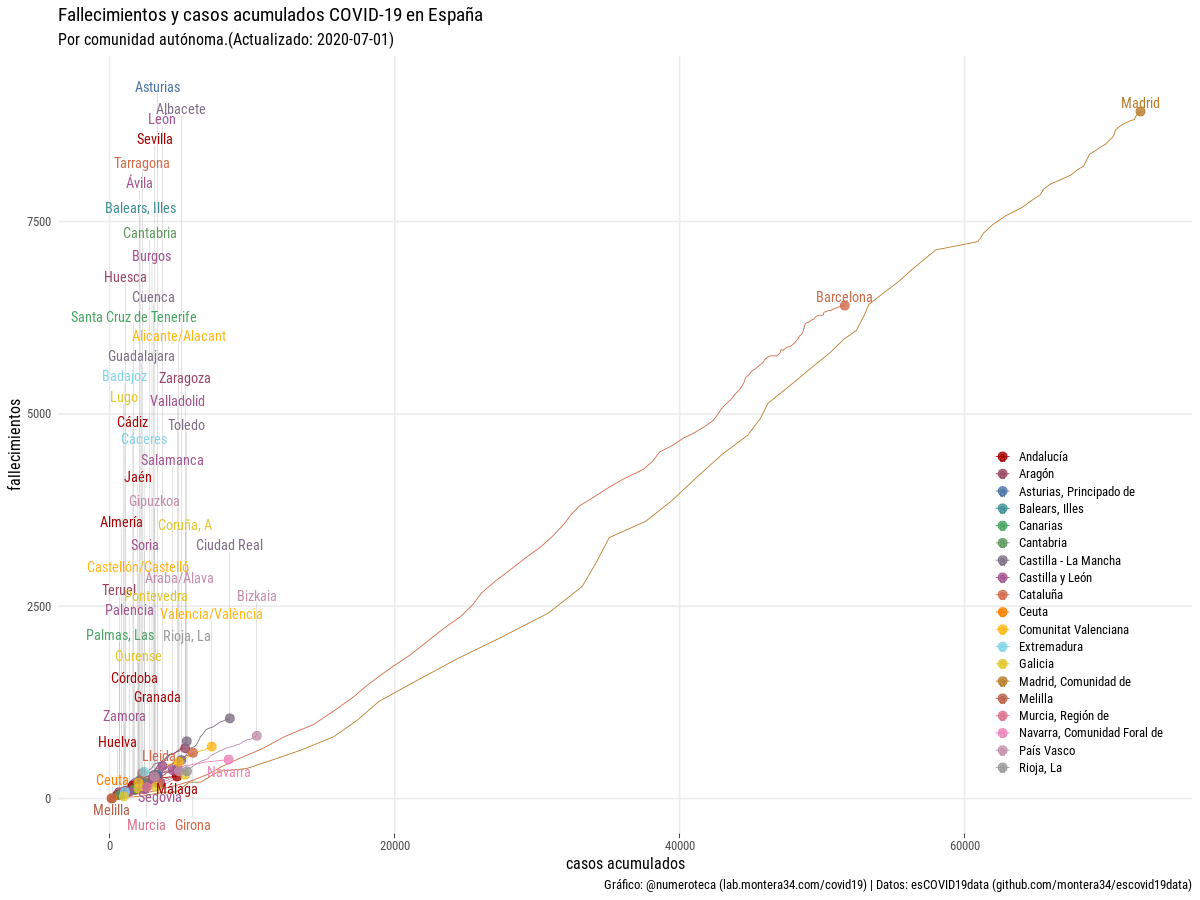 Fallecimientos y casos acumulados COVID-19 en España
Por comunidad autónoma.(Actualizado: 2020-07-01)
Asturias
Albacete
León
Madrid
Sevilla
Tarragona
Ávila
Balears, Illes
7500
Cantabria
Burgos
Huesca
Cuenca
Barcelona
Santa Cruz de Tenerife
Alicante/Alacant
Guadalajara
Badajoz
Zaragoza
Lugo
Valladolid
5000
Cádiz
Toledo
Cáceres
fallecimientos
Salamanca
Jaén
Gipuzkoa
Almería
Coruña, A
Soria
Ciudad Real
Castellón/Castelló
Araba/Álava
Teruel
Pontevedra
Bizkaia
2500
Palencia
Valencia/València
Palmas, Las
Rioja, La
Ourense
Córdoba
Granada
Zamora
Huelva
Lleida
Navarra
Ceuta
Málaga
Segovia
0
Melilla
Murcia
Girona
Andalucía
Aragón
Asturias, Principado de
Balears, Illes
Canarias
Cantabria
Castilla - La Mancha
Castilla y León
Cataluña
Ceuta
Comunitat Valenciana
Extremadura
Galicia
Madrid, Comunidad de
Melilla
Murcia, Región de
Navarra, Comunidad Foral de
País Vasco
Rioja, La
0
20000
40000
60000
casos acumulados
Gráfico: @numeroteca (lab.montera34.com/covid19) | Datos: esCOVID19data (github.com/montera34/escovid19data)